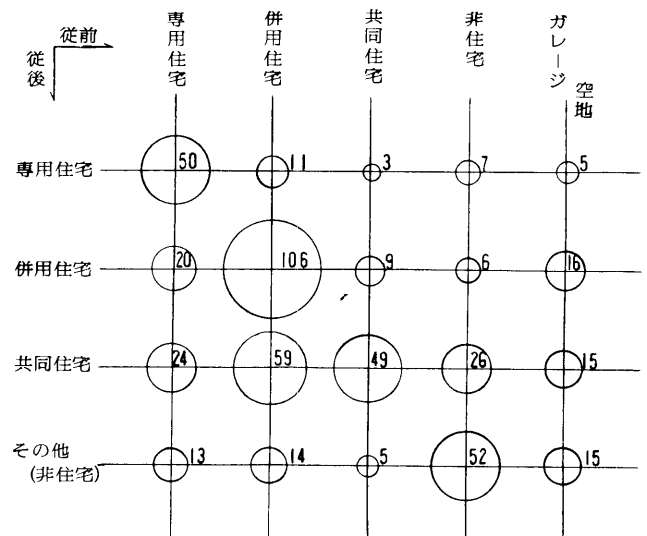 従前
従後
専用住宅
併用住宅
共同住宅
非住宅
ガレージ
空地
専用住宅 50 11 3 7 5
併用住宅 20 106 9 6 16
共同住宅 24 59 49 26 15
その他
(非住宅) 13 14 5 52 15